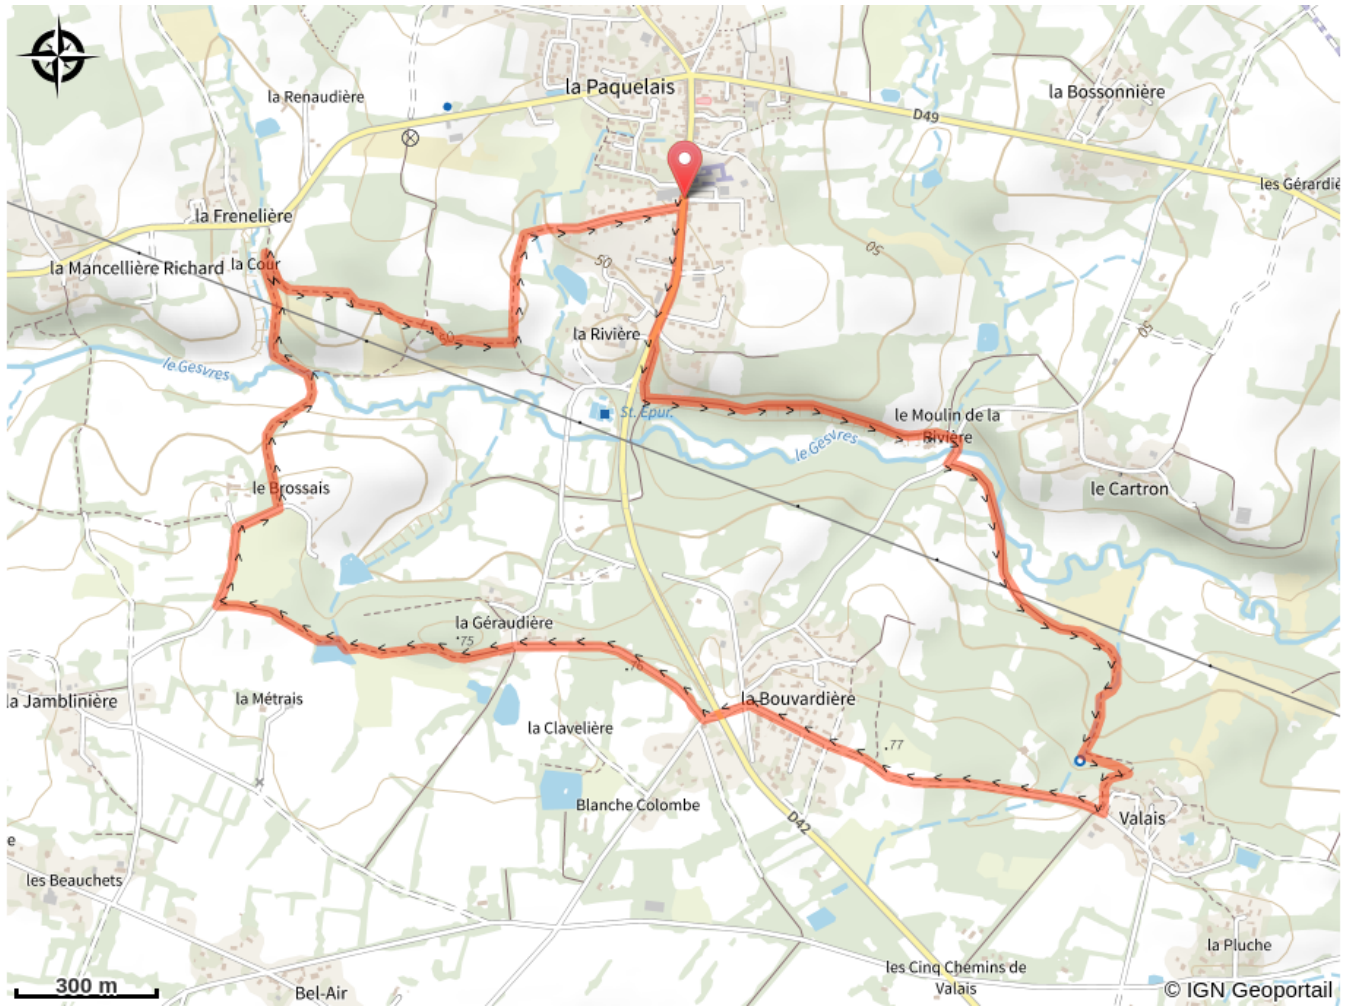 la Paquelais
la Renaudière
la Bossonnière
D49
les Gérardiè
la Frenelière
la Mancellière Richard
la Cour
50
50
la Rivière
le Gesvres
St. Epur.
le Moulin de la
Rivière
le Gesvres
le Cartron
le Brossais
la Géraudière
75
76
la Jamblinière
la Métrais
la Bouvardière
la Clavelière
77
Blanche Colombe
D42
Valais
e
les Beauchets
la Pluche
les Cinq Chemins de
Valais
Bel-Air
300 m
© IGN Geoportail